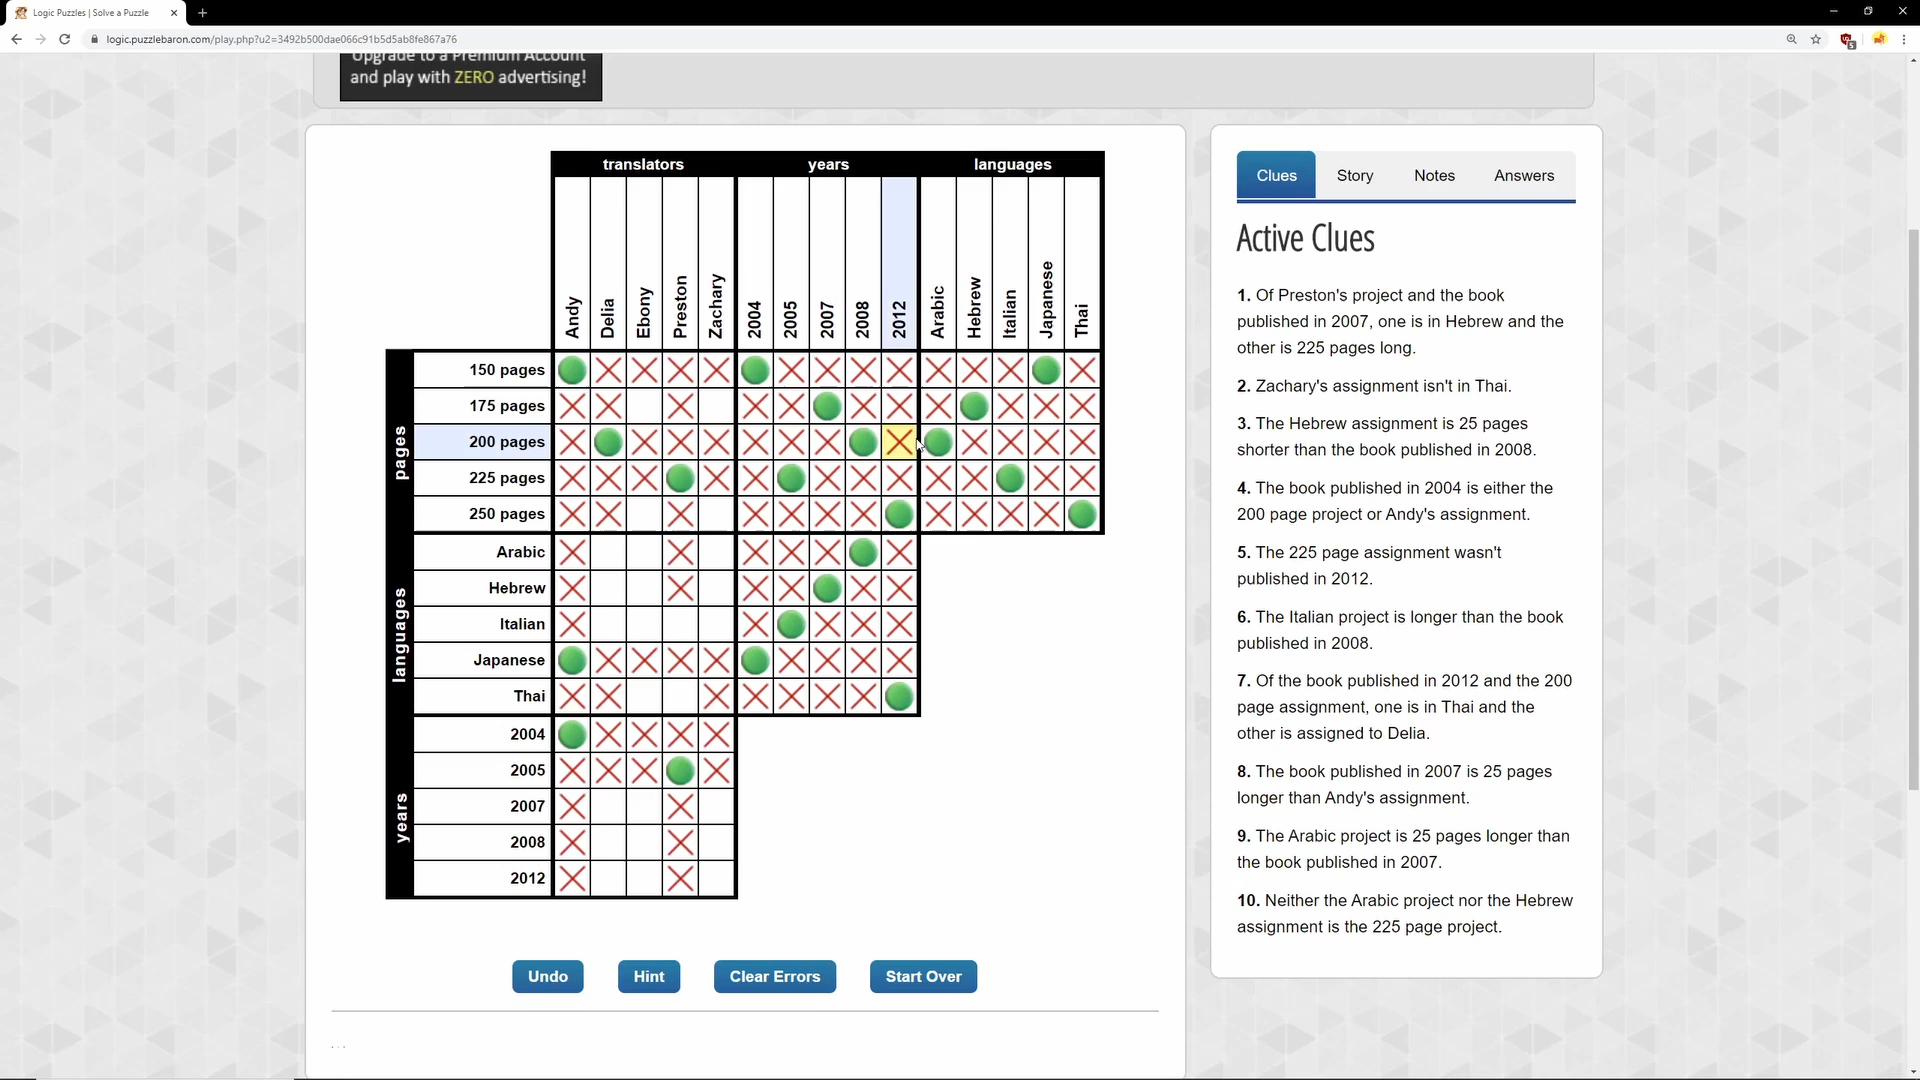 Logic Puzzles | Solve a Puzzle
logic.puzzlebaron.com/play.php?u2=3492b500dae066c91b5d5ab8fe867a76
5
Upgrade to a Premium Account
and play with ZERO advertising!
translators
years
languages
Andy
Delia
Ebony
Preston
Zachary
2004
2005
2007
2008
2012
Arabic
Hebrew
Italian
Japanese
Thai
pages
150 pages
175 pages
200 pages
225 pages
250 pages
languages
Arabic
Hebrew
Italian
Japanese
Thai
years
2004
2005
2007
2008
2012
Undo
Hint
Clear Errors
Start Over
. . .
Clues
Story
Notes
Answers
Active Clues
1. Of Preston's project and the book
published in 2007, one is in Hebrew and the
other is 225 pages long.
2. Zachary's assignment isn't in Thai.
3. The Hebrew assignment is 25 pages
shorter than the book published in 2008.
4. The book published in 2004 is either the
200 page project or Andy's assignment.
5. The 225 page assignment wasn't
published in 2012.
6. The Italian project is longer than the book
published in 2008.
7. Of the book published in 2012 and the 200
page assignment, one is in Thai and the
other is assigned to Delia.
8. The book published in 2007 is 25 pages
longer than Andy's assignment.
9. The Arabic project is 25 pages longer than
the book published in 2007.
10. Neither the Arabic project nor the Hebrew
assignment is the 225 page project.